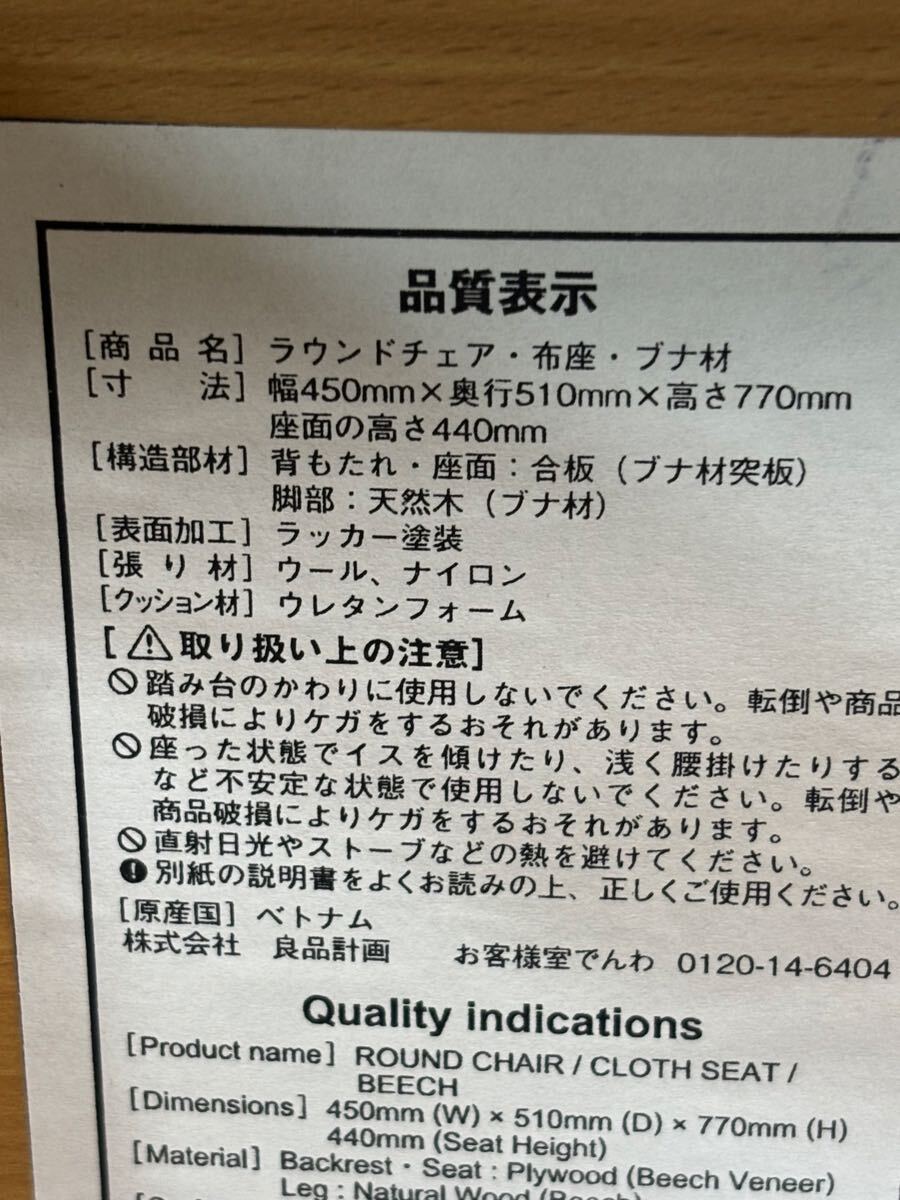 品質表示
[商品名] ラウンドチェア・布座・ブナ材
[寸　法] 幅450mm×奥行510mm×高さ770mm
座面の高さ440mm
[構造部材] 背もたれ・座面：合板（ブナ材突板）
脚部：天然木（ブナ材）
[表面加工] ラッカー塗装
[張り材] ウール、ナイロン
[クッション材] ウレタンフォーム
[⚠取り扱い上の注意]
🚫踏み台のかわりに使用しないでください。転倒や商品
破損によりケガをするおそれがあります。
🚫座った状態でイスを傾けたり、浅く腰掛けたりする
など不安定な状態で使用しないでください。転倒や
商品破損によりケガをするおそれがあります。
🚫直射日光やストーブなどの熱を避けてください。
❗別紙の説明書をよくお読みの上、正しくご使用ください。
[原産国] ベトナム
株式会社　良品計画　お客様室でんわ 0120-14-6404
Quality indications
[Product name] ROUND CHAIR / CLOTH SEAT /
BEECH
[Dimensions] 450mm (W) × 510mm (D) × 770mm (H)
440mm (Seat Height)
[Material] Backrest・Seat : Plywood (Beech Veneer)
Leg : Natural Wood (Beech)